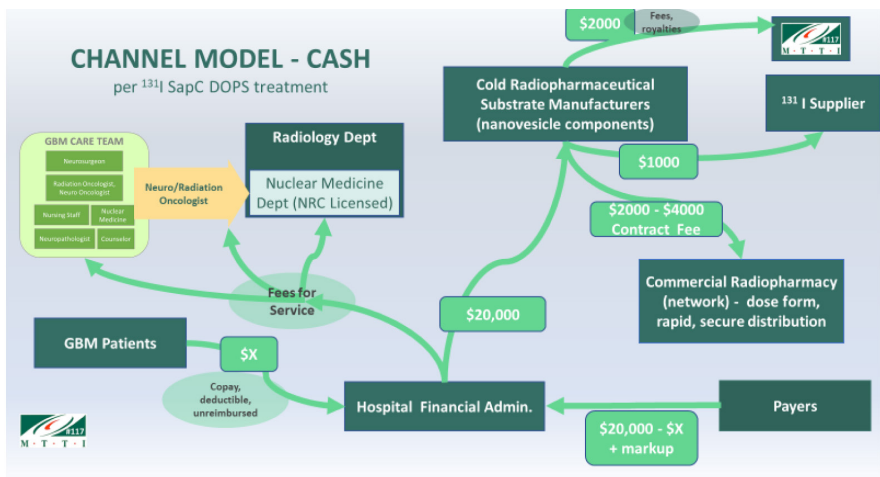 $2000
Fees,
royalties
#117
M · T · T · I
CHANNEL MODEL - CASH
per ¹³¹I SapC DOPS treatment
Cold Radiopharmaceutical
Substrate Manufacturers
(nanovesicle components)
¹³¹ I Supplier
$1000
GBM CARE TEAM
Neurosurgeon
Radiation Oncologist,
Neuro Oncologist
Nursing Staff
Nuclear
Medicine
Neuropathologist
Counselor
Neuro/Radiation
Oncologist
Radiology Dept
Nuclear Medicine
Dept (NRC Licensed)
$2000 - $4000
Contract Fee
Commercial Radiopharmacy
(network) - dose form,
rapid, secure distribution
Fees for
Service
$20,000
GBM Patients
$X
Copay,
deductible,
unreimbursed
Hospital Financial Admin.
Payers
$20,000 - $X
+ markup
#117
M · T · T · I